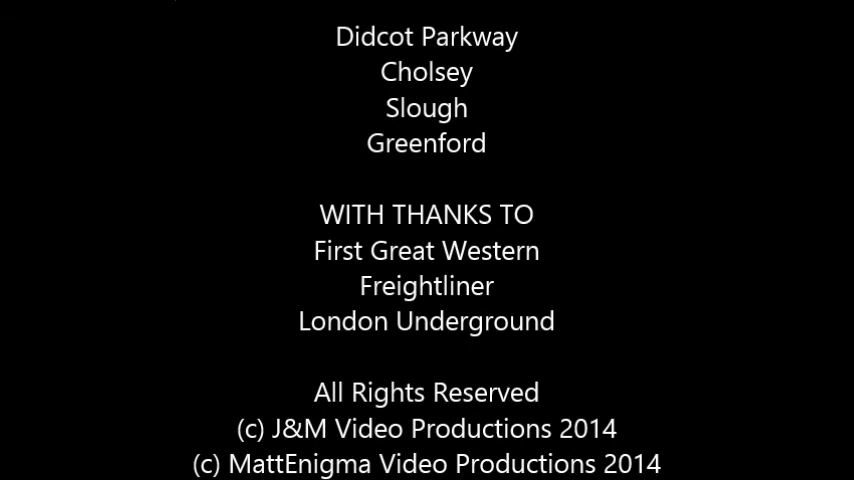 Didcot Parkway
Cholsey
Slough
Greenford
WITH THANKS TO
First Great Western
Freightliner
London Underground
All Rights Reserved
(c) J&M Video Productions 2014
(c) MattEnigma Video Productions 2014